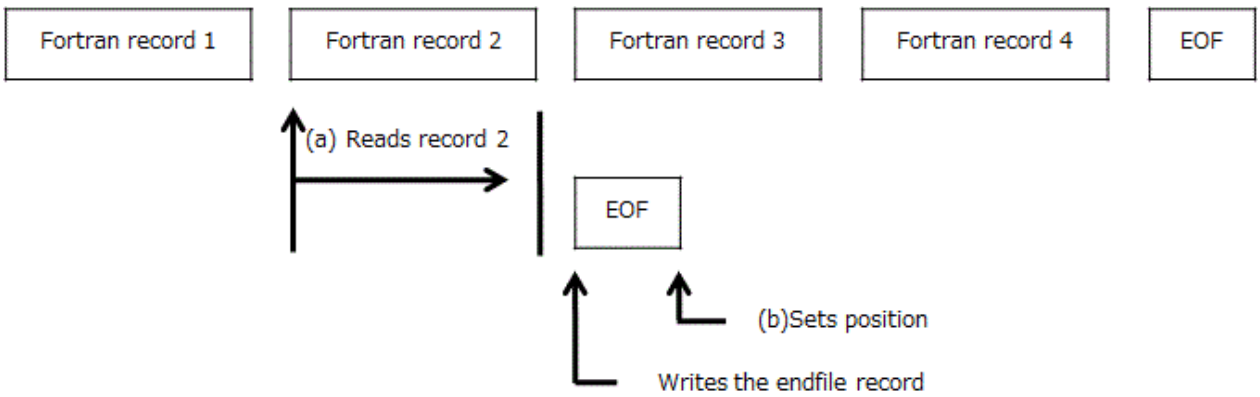 Fortran record 1
Fortran record 2
Fortran record 3
Fortran record 4
EOF
(a) Reads record 2
EOF
(b)Sets position
Writes the endfile record